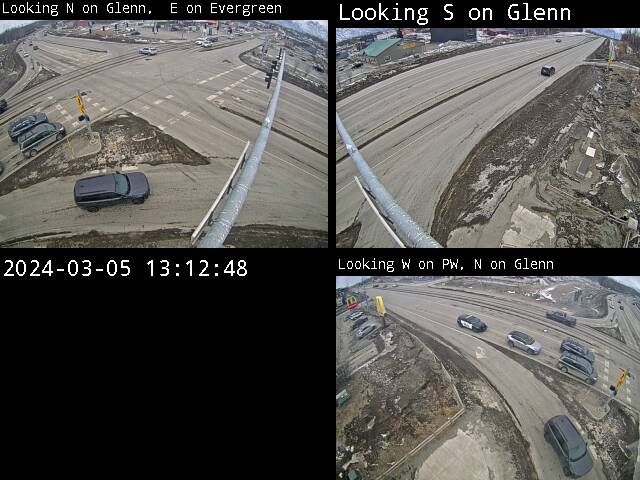 Looking N on Glenn,  E on Evergreen
Looking S on Glenn
2024-03-05 13:12:48
Looking W on PW, N on Glenn